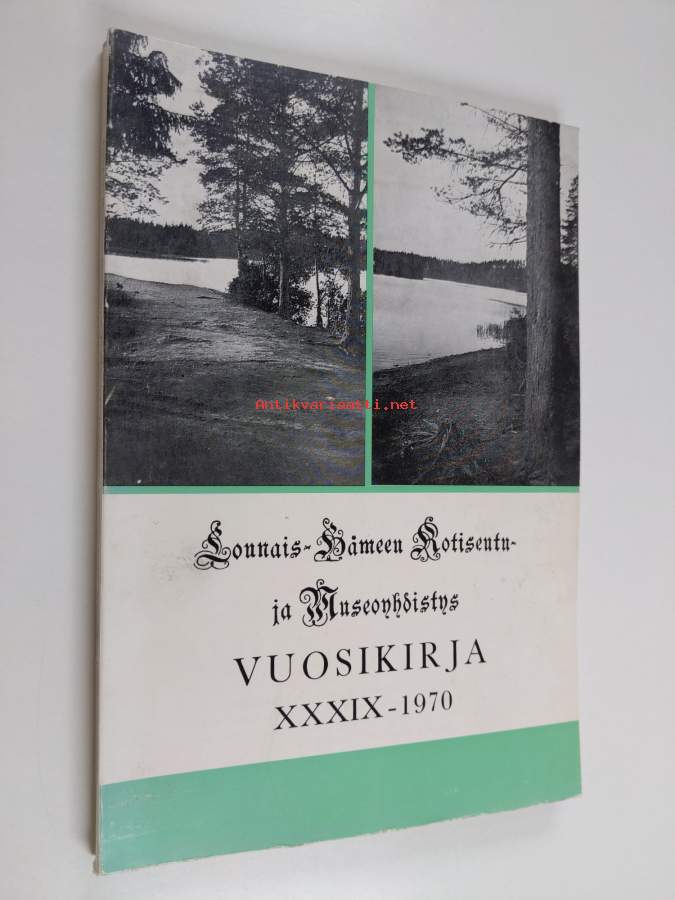 Antikvariaatti.net
Lounais-Hämeen Kotiseutu-
ja Museoyhdistys
VUOSIKIRJA
XXXIX - 1970